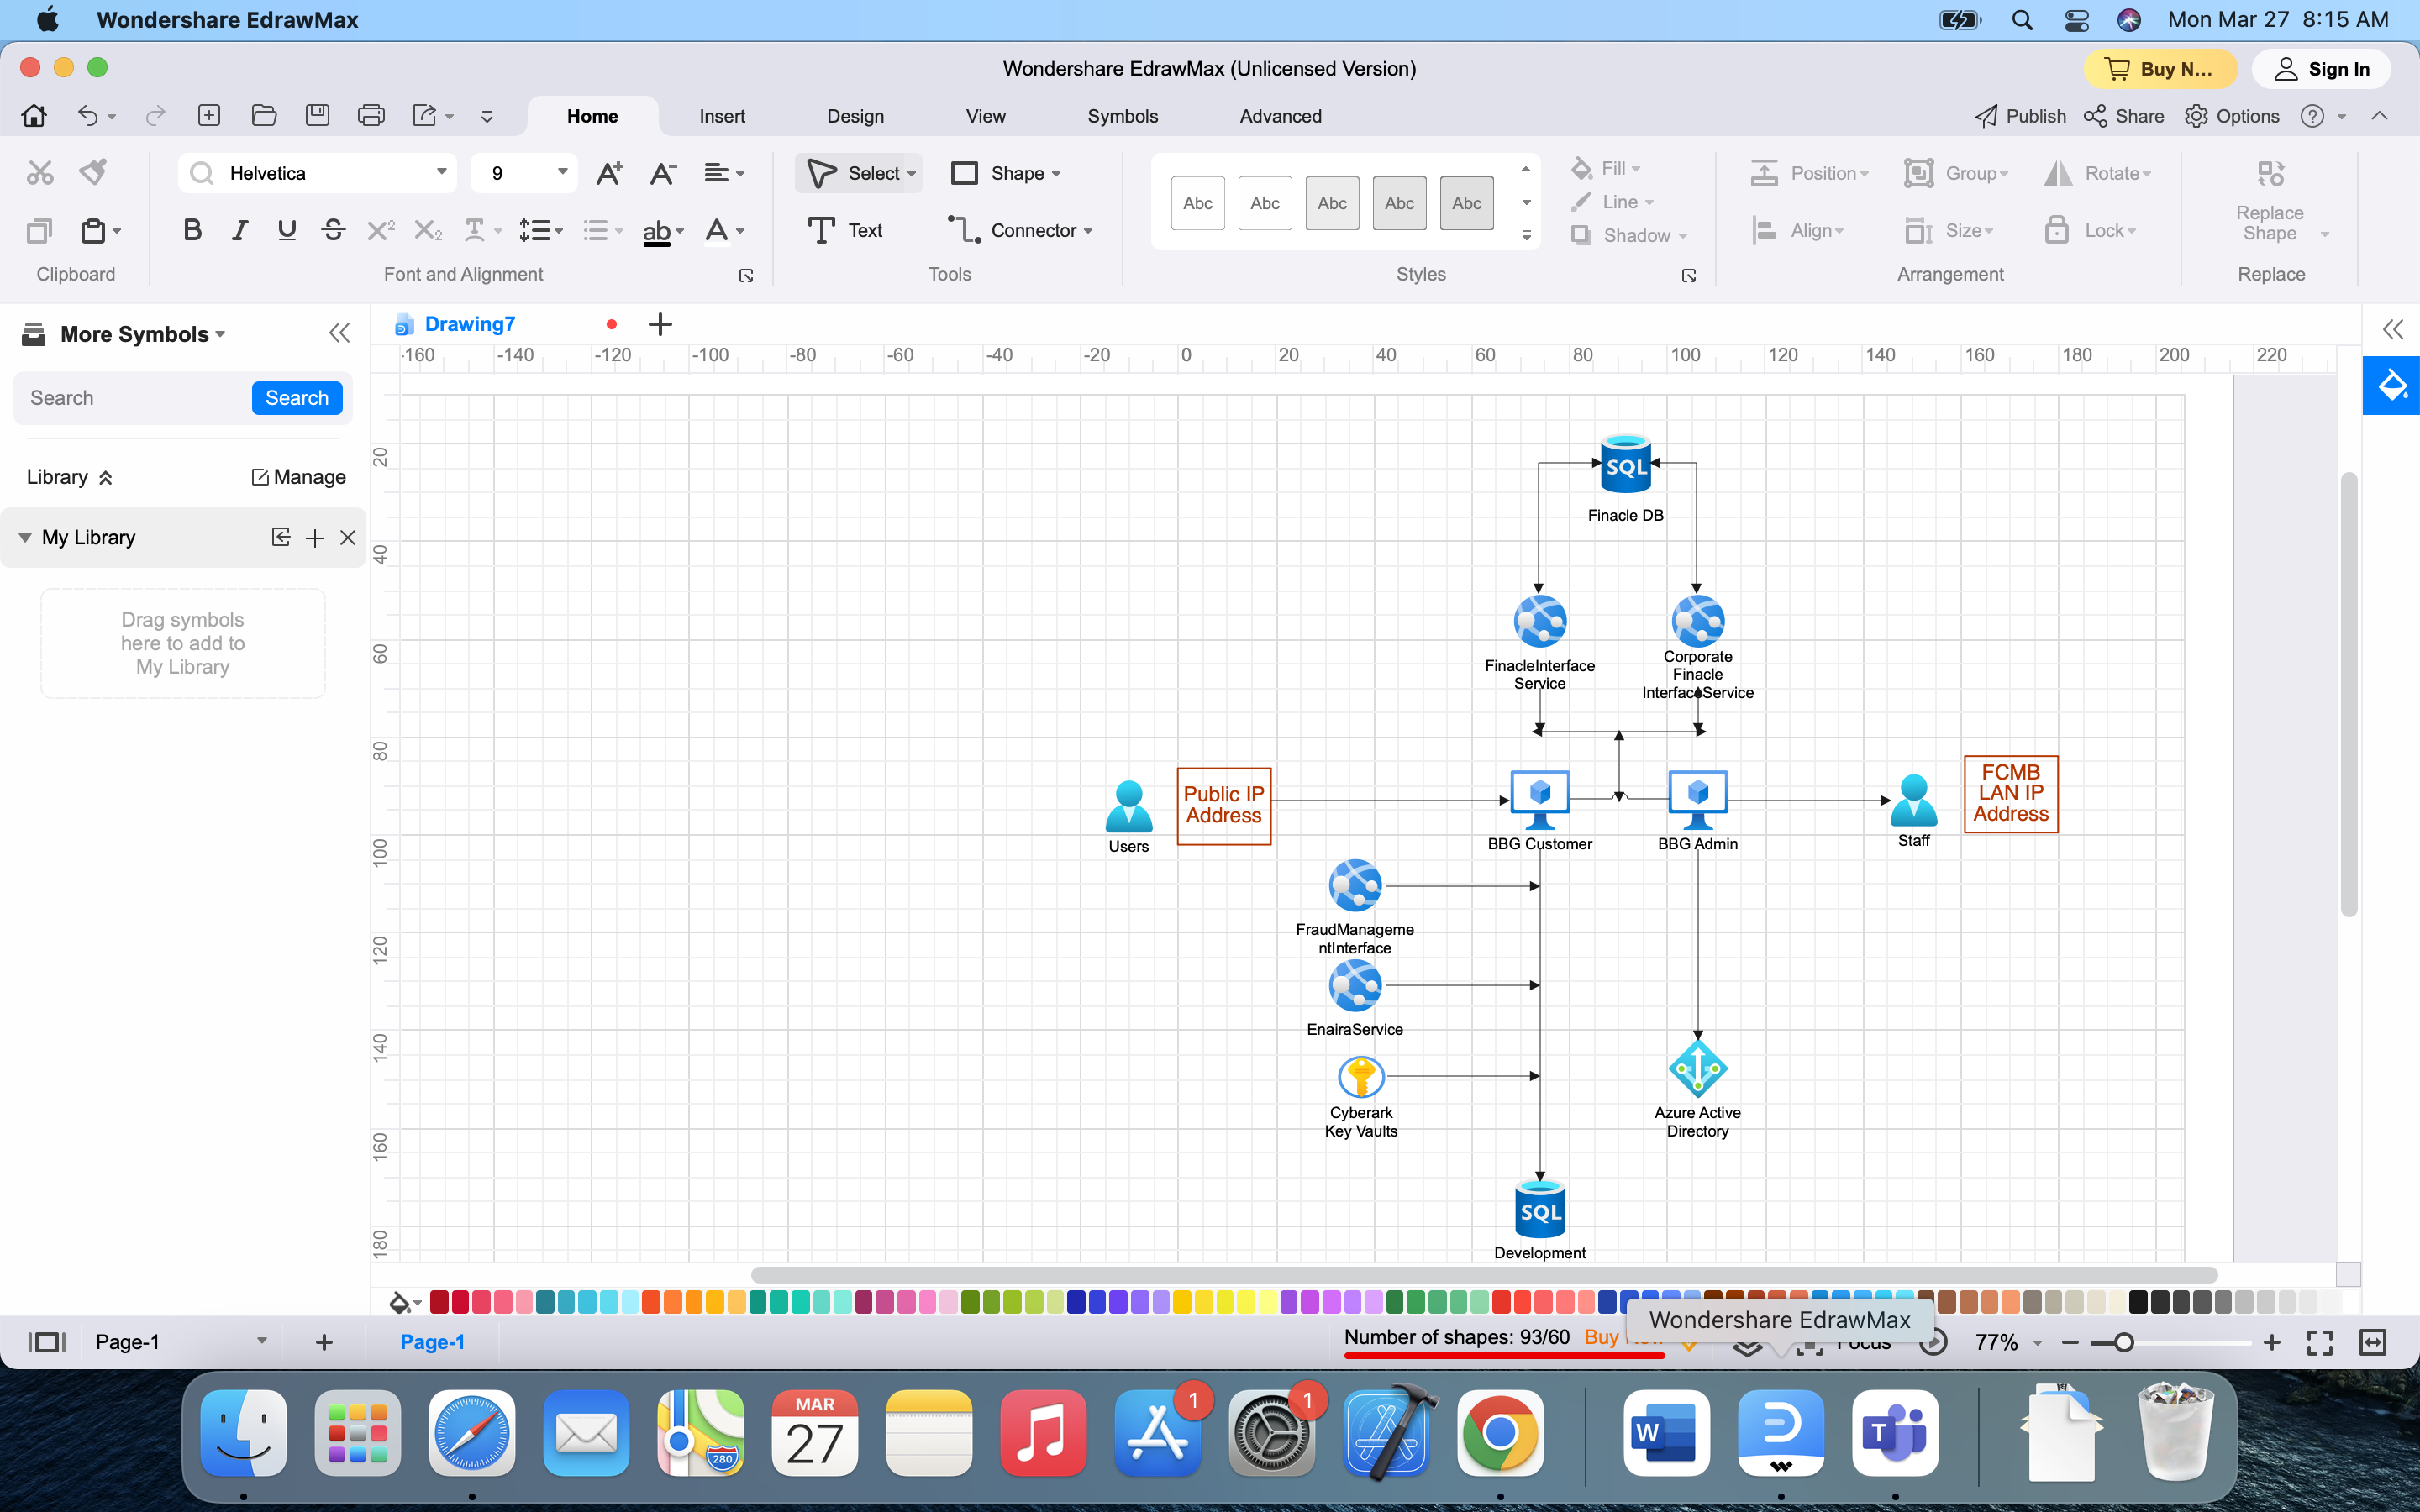 Wondershare EdrawMax
Mon Mar 27 8:15 AM
Wondershare EdrawMax (Unlicensed Version)
Buy N...
Sign In
Home
Insert
Design
View
Symbols
Advanced
Publish
Share
Options
Helvetica
9
Select
Shape
Text
Connector
Abc
Abc
Abc
Abc
Abc
Fill
Line
Shadow
Position
Group
Rotate
Align
Size
Lock
Replace
Shape
Clipboard
Font and Alignment
Tools
Styles
Arrangement
Replace
More Symbols
Drawing7
-160 -140 -120 -100 -80 -60 -40 -20 0 20 40 60 80 100 120 140 160 180 200 220
Search
Search
Library
Manage
My Library
Drag symbols
here to add to
My Library
20
40
60
80
100
120
140
160
180
SQL
Finacle DB
FinacleInterface
Service
Corporate
Finacle
InterfaceService
Users
Public IP
Address
BBG Customer
BBG Admin
Staff
FCMB
LAN IP
Address
FraudManageme
ntInterface
EnairaService
Cyberark
Key Vaults
Azure Active
Directory
SQL
Development
Page-1
Page-1
Number of shapes: 93/60
Buy
Wondershare EdrawMax
Focus
77%
280
MAR
27
1
1
W
T